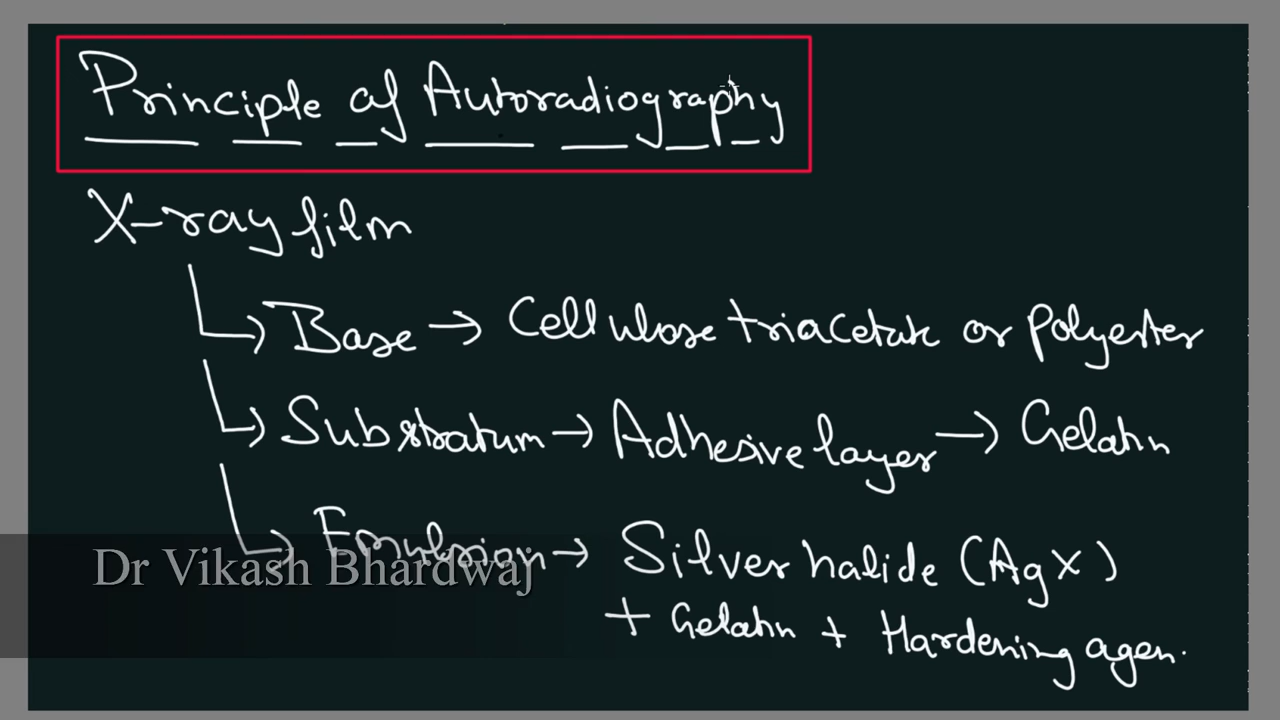 Principle of Autoradiography
X-ray film
→ Base → Cellulose triacetate or polyester
→ Substratum → Adhesive layer → Gelatin
→ Emulsion → Silver halide (AgX)
+ Gelatin + Hardening agen.
Dr Vikash Bhardwaj